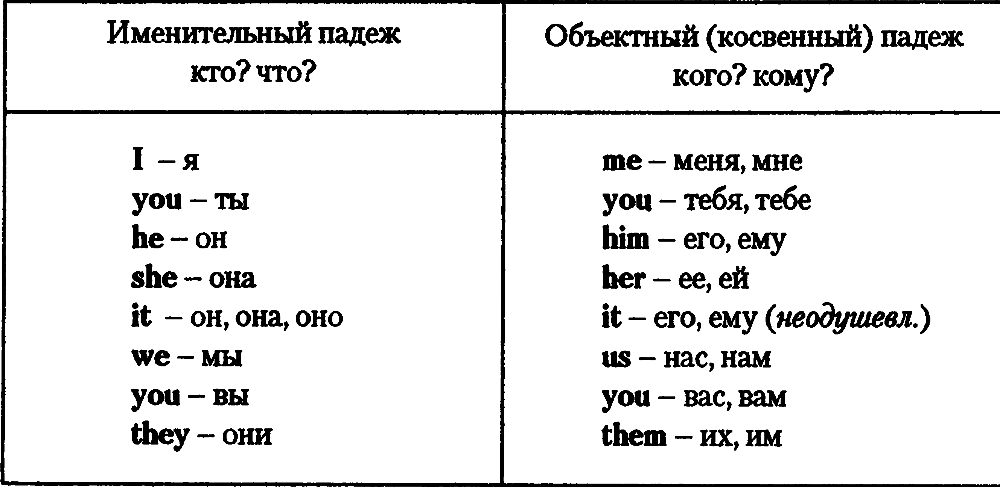 Именительный падеж
кто? что?
Объектный (косвенный) падеж
кого? кому?
I – я
you – ты
he – он
she – она
it – он, она, оно
we – мы
you – вы
they – они
me – меня, мне
you – тебя, тебе
him – его, ему
her – ее, ей
it – его, ему (неодушевл.)
us – нас, нам
you – вас, вам
them – их, им